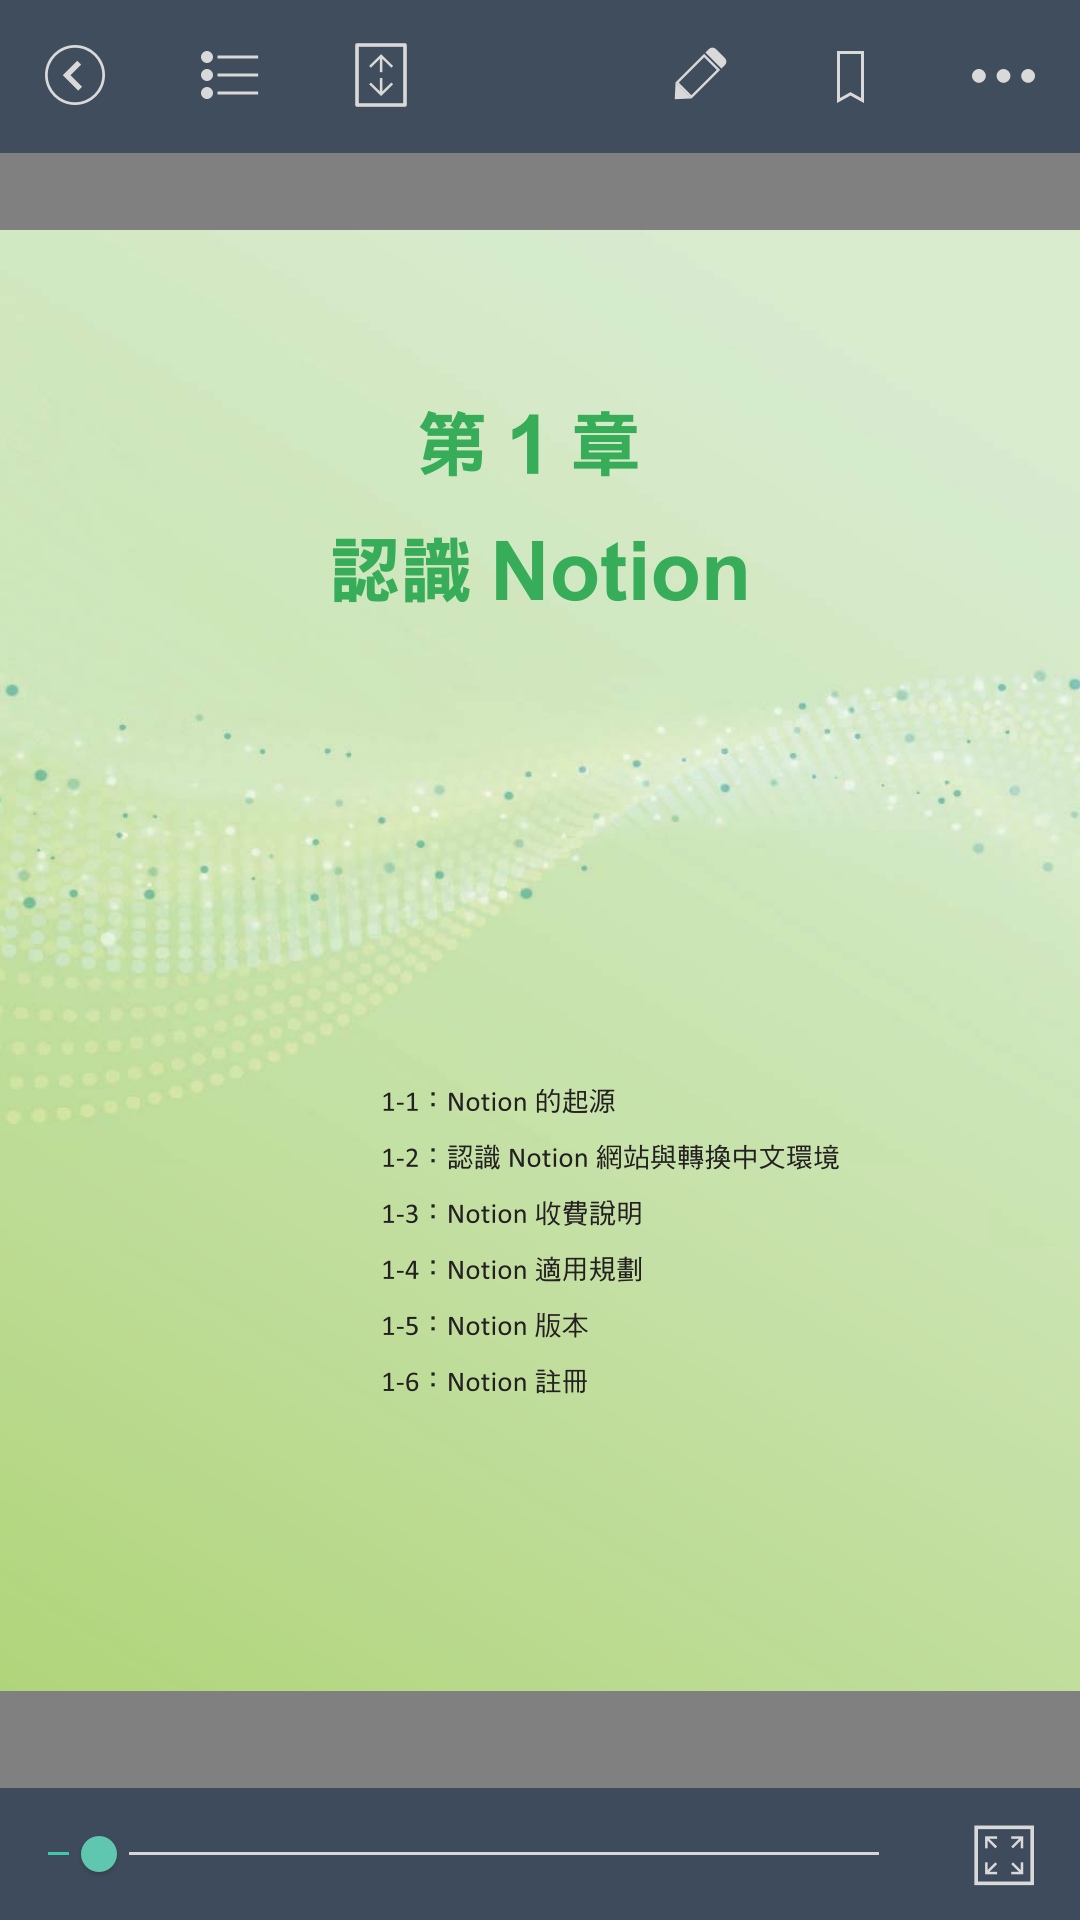 第 1 章
認識 Notion
1-1：Notion 的起源
1-2：認識 Notion 網站與轉換中文環境
1-3：Notion 收費說明
1-4：Notion 適用規劃
1-5：Notion 版本
1-6：Notion 註冊